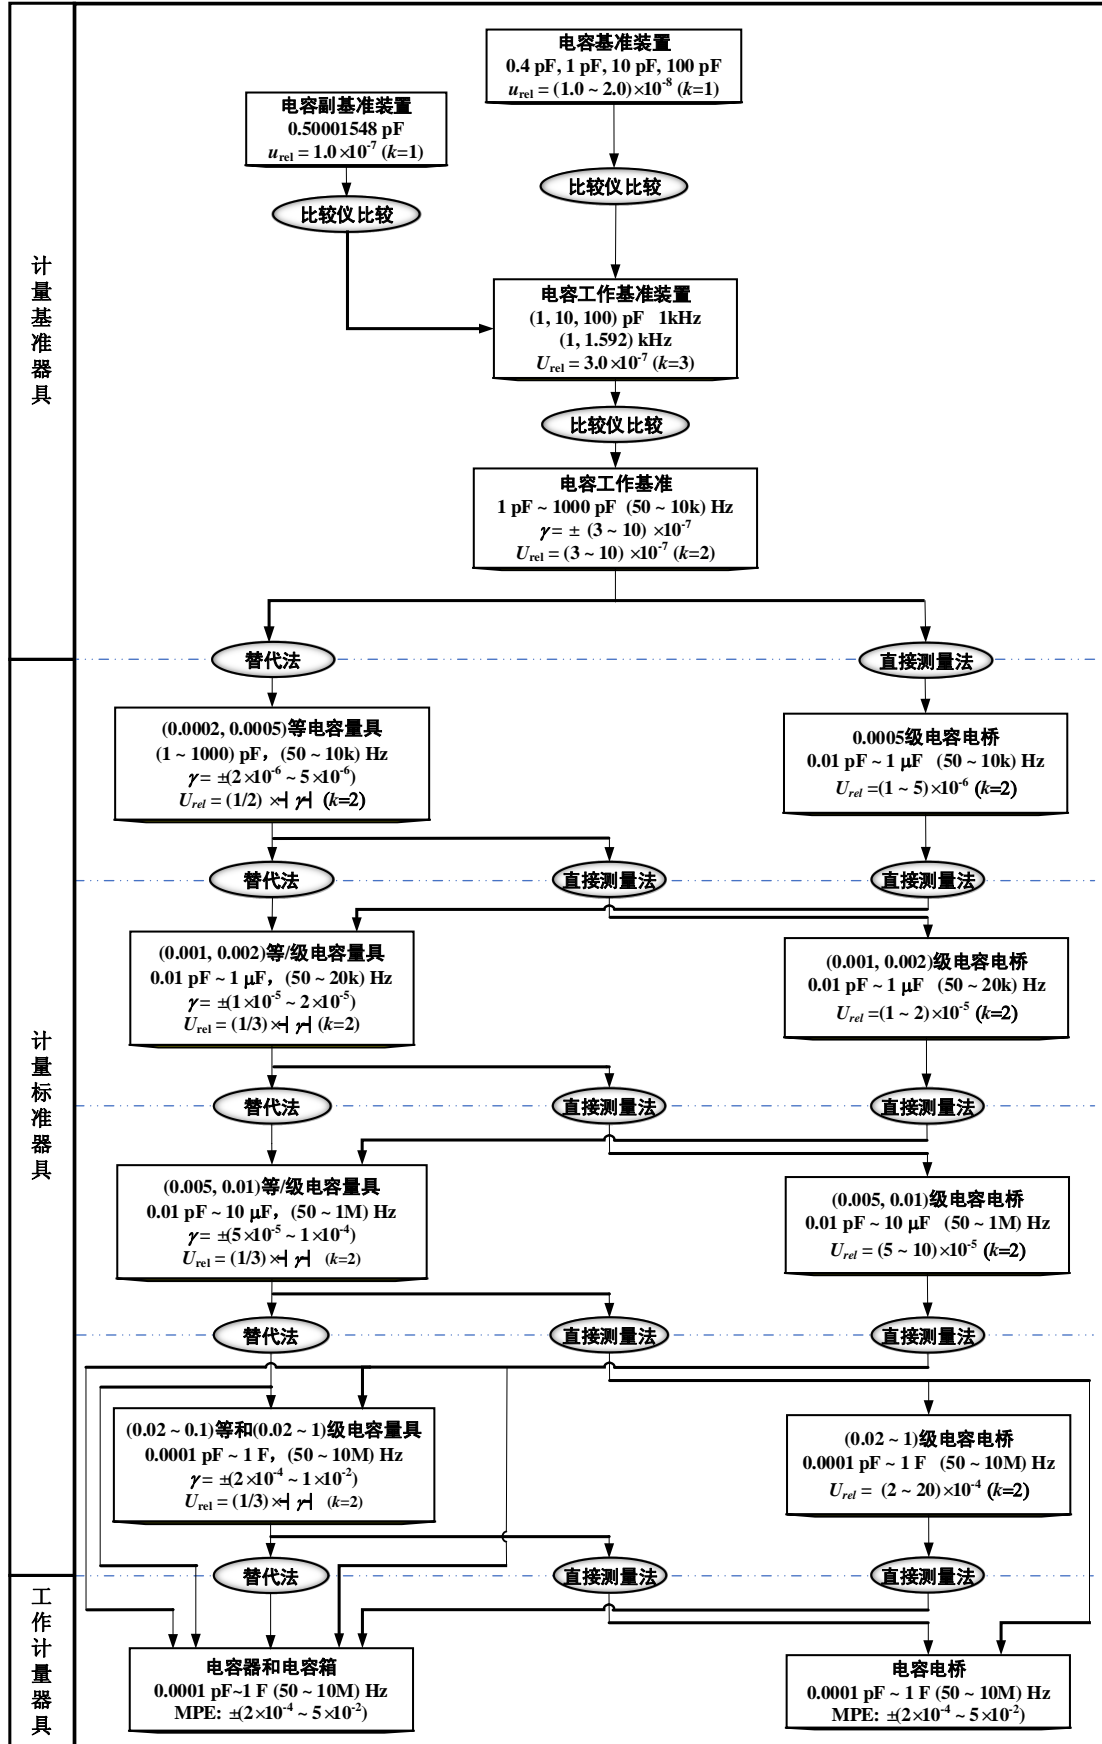 电容基准装置
0.4 pF, 1 pF, 10 pF, 100 pF
u_rel = (1.0 ~ 2.0)×10⁻⁸ (k=1)
电容副基准装置
0.50001548 pF
u_rel = 1.0×10⁻⁷ (k=1)
比较仪比较
比较仪比较
计量基准器具
电容工作基准装置
(1, 10, 100) pF 1kHz
(1, 1.592) kHz
U_rel = 3.0×10⁻⁷ (k=3)
比较仪比较
电容工作基准
1 pF ~ 1000 pF (50 ~ 10k) Hz
γ = ± (3 ~ 10) ×10⁻⁷
U_rel = (3 ~ 10) ×10⁻⁷ (k=2)
替代法
直接测量法
(0.0002, 0.0005)等电容量具
(1 ~ 1000) pF，(50 ~ 10k) Hz
γ = ±(2×10⁻⁶ ~ 5×10⁻⁶)
U_rel = (1/2) ×| γ | (k=2)
0.0005级电容电桥
0.01 pF ~ 1 μF (50 ~ 10k) Hz
U_rel =(1 ~ 5)×10⁻⁶ (k=2)
替代法
直接测量法
直接测量法
计量标准器具
(0.001, 0.002)等/级电容量具
0.01 pF ~ 1 μF，(50 ~ 20k) Hz
γ = ±(1×10⁻⁵ ~ 2×10⁻⁵)
U_rel = (1/3) ×| γ | (k=2)
(0.001, 0.002)级电容电桥
0.01 pF ~ 1 μF (50 ~ 20k) Hz
U_rel =(1 ~ 2)×10⁻⁵ (k=2)
替代法
直接测量法
直接测量法
(0.005, 0.01)等/级电容量具
0.01 pF ~ 10 μF，(50 ~ 1M) Hz
γ = ±(5×10⁻⁵ ~ 1×10⁻⁴)
U_rel = (1/3) ×| γ | (k=2)
(0.005, 0.01)级电容电桥
0.01 pF ~ 10 μF (50 ~ 1M) Hz
U_rel = (5 ~ 10)×10⁻⁵ (k=2)
替代法
直接测量法
直接测量法
(0.02 ~ 0.1)等和(0.02 ~ 1)级电容量具
0.0001 pF ~ 1 F，(50 ~ 10M) Hz
γ = ±(2×10⁻⁴ ~ 1×10⁻²)
U_rel = (1/3) ×| γ | (k=2)
(0.02 ~ 1)级电容电桥
0.0001 pF ~ 1 F (50 ~ 10M) Hz
U_rel = (2 ~ 20)×10⁻⁴ (k=2)
替代法
直接测量法
直接测量法
工作计量器具
电容器和电容箱
0.0001 pF~1 F (50 ~ 10M) Hz
MPE: ±(2×10⁻⁴ ~ 5×10⁻²)
电容电桥
0.0001 pF ~ 1 F (50 ~ 10M) Hz
MPE: ±(2×10⁻⁴ ~ 5×10⁻²)